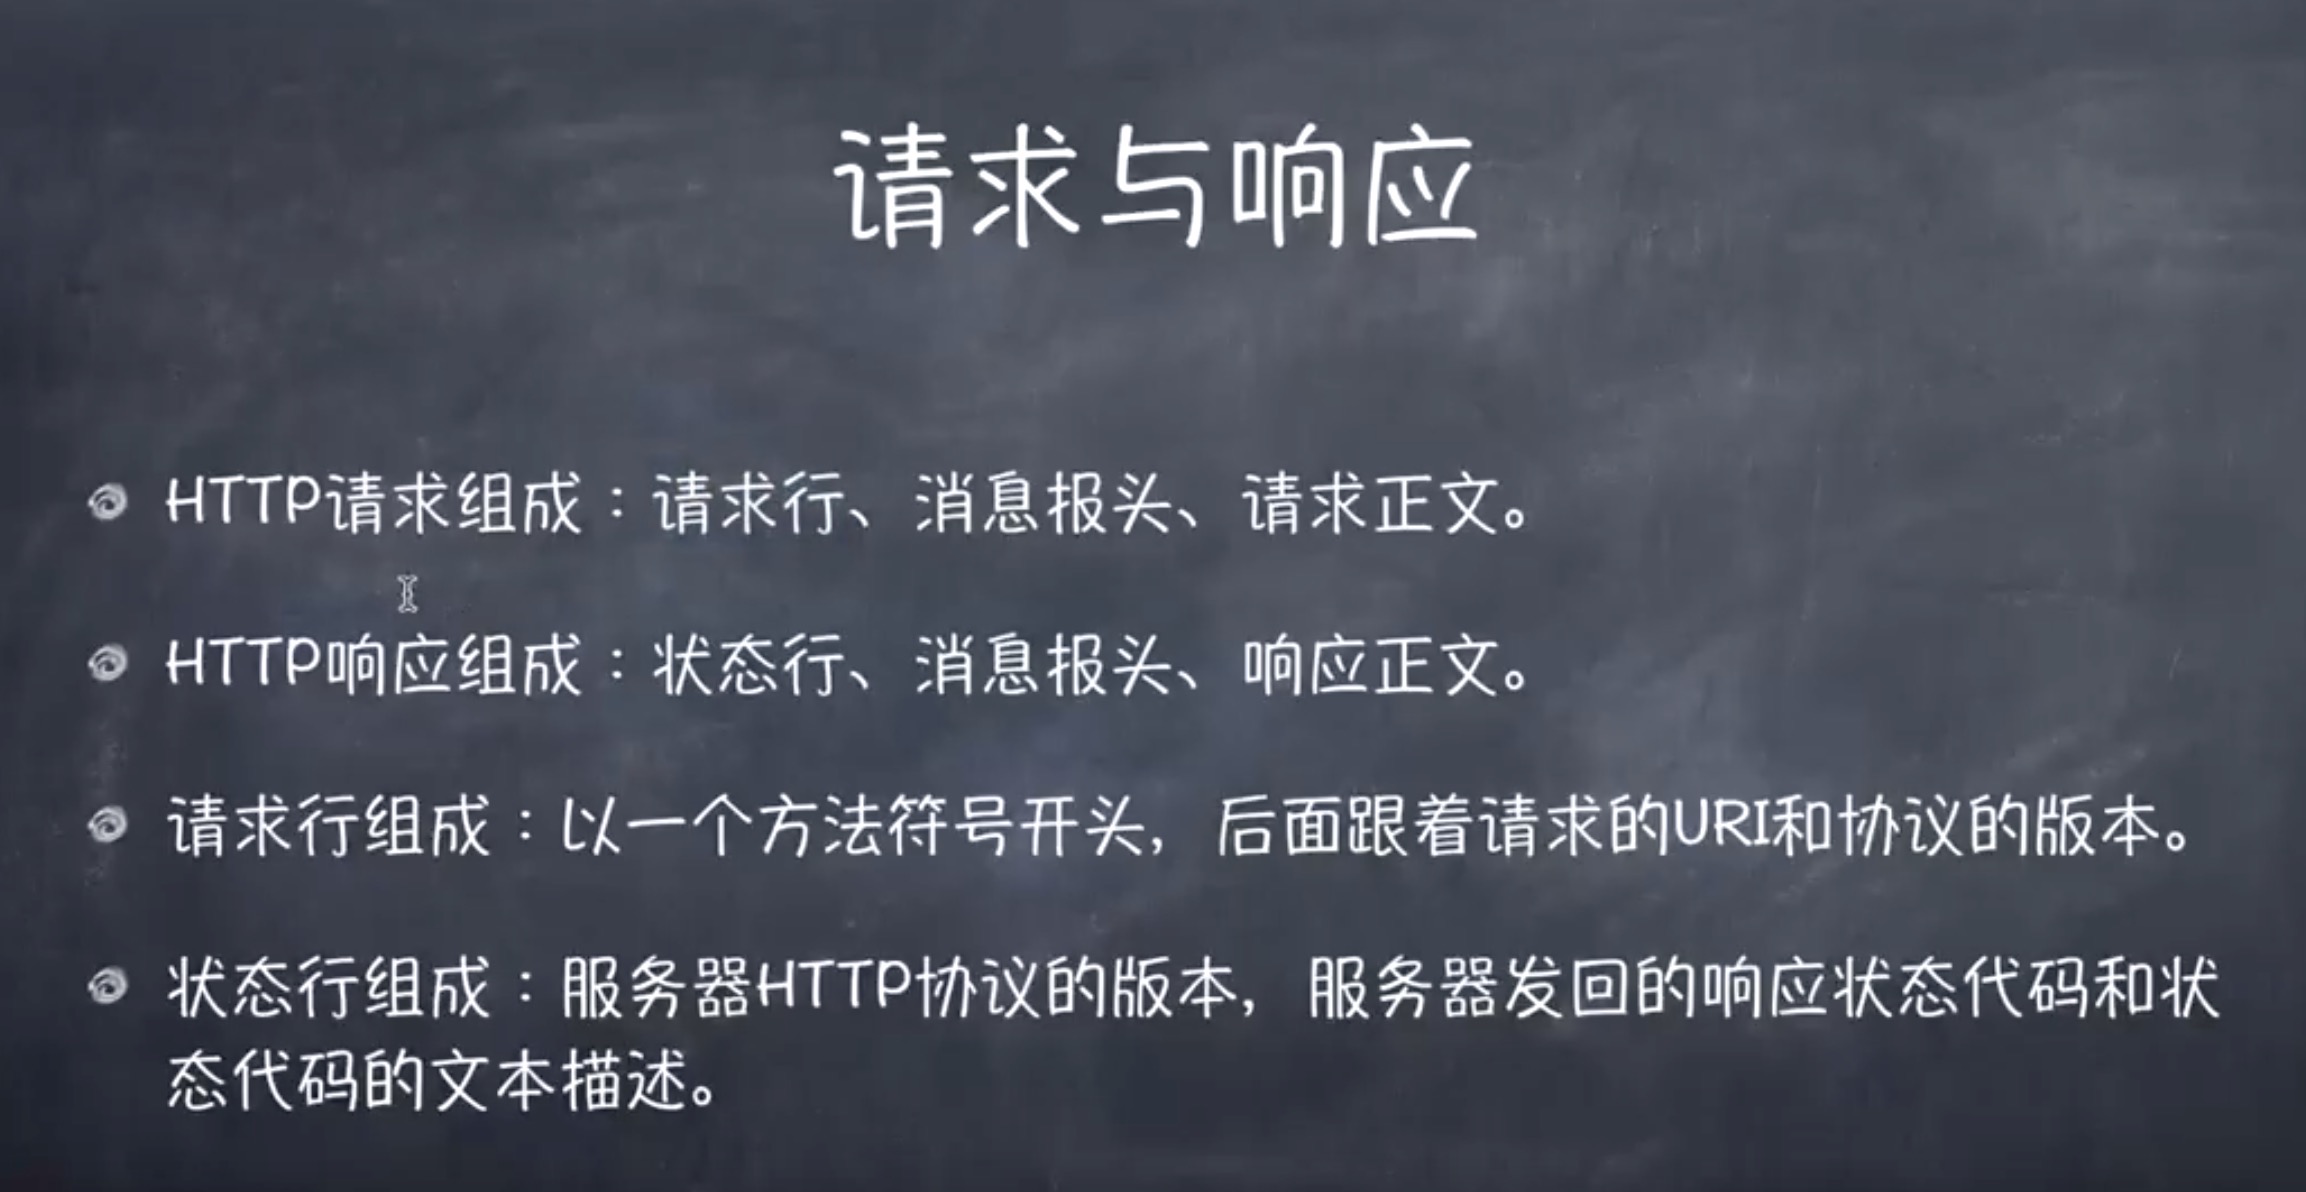 请求与响应
HTTP请求组成：请求行、消息报头、请求正文。
HTTP响应组成：状态行、消息报头、响应正文。
请求行组成：以一个方法符号开头，后面跟着请求的URI和协议的版本。
状态行组成：服务器HTTP协议的版本，服务器发回的响应状态代码和状
态代码的文本描述。